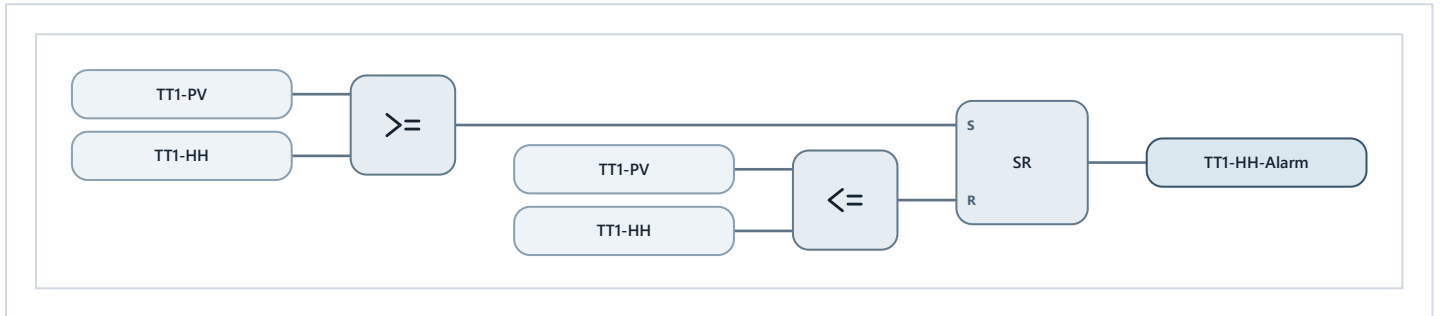 TT1-PV
TT1-HH
>=
TT1-PV
TT1-HH
<=
S
SR
R
TT1-HH-Alarm